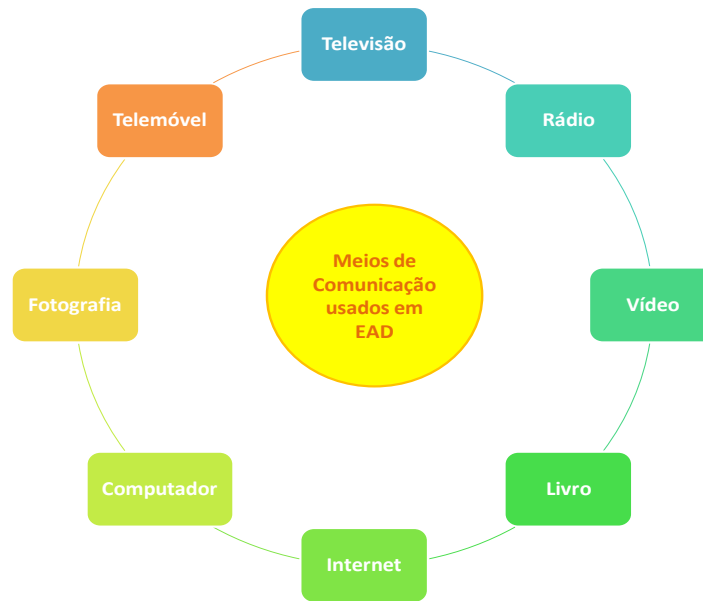 Televisão
Telemóvel
Rádio
Meios de
Comunicação
usados em
EAD
Fotografia
Vídeo
Computador
Livro
Internet